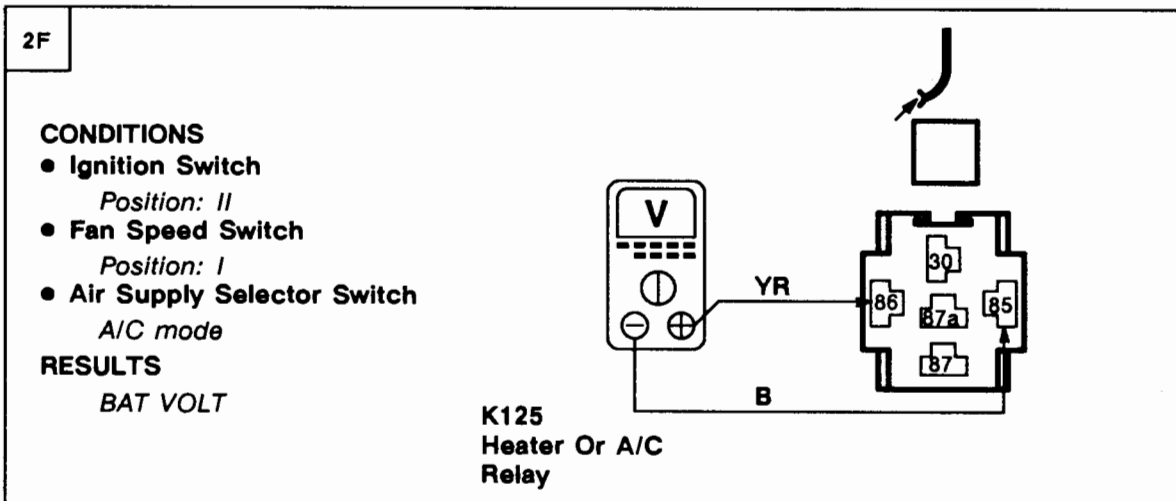 2F
CONDITIONS
● Ignition Switch
Position: II
● Fan Speed Switch
Position: I
● Air Supply Selector Switch
A/C mode
RESULTS
BAT VOLT
V
YR
B
30
86
87a
85
87
K125
Heater Or A/C
Relay